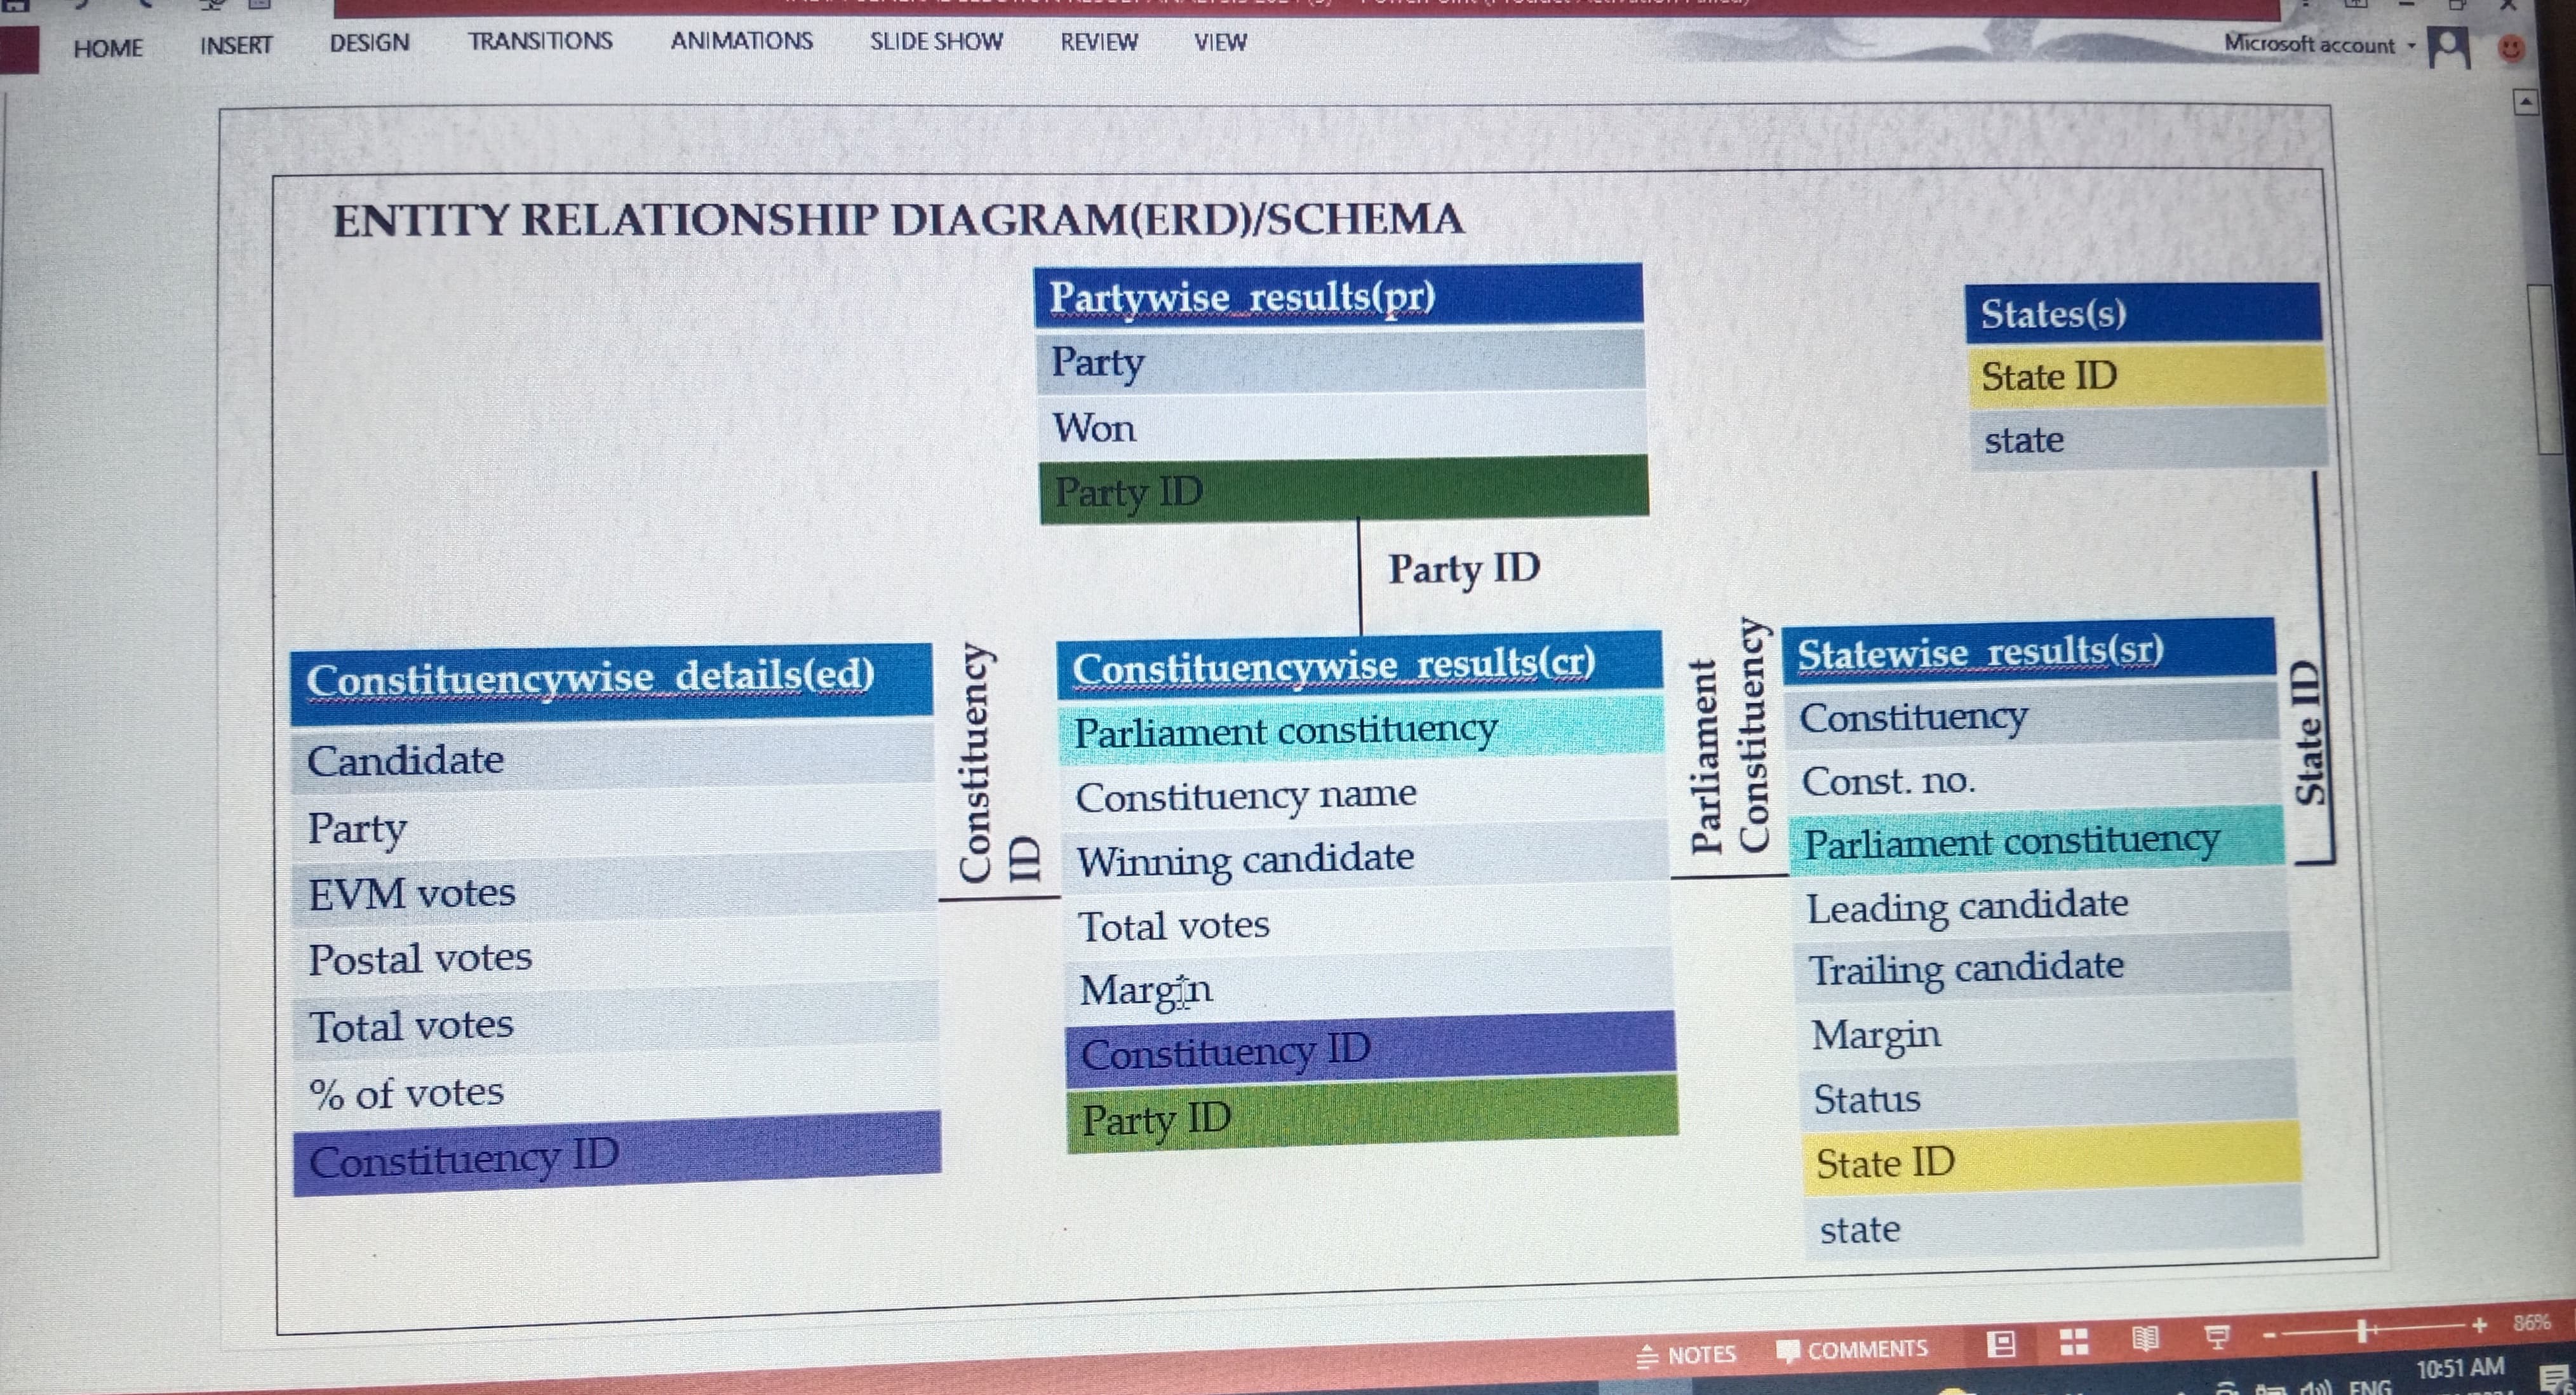 HOME INSERT DESIGN TRANSITIONS ANIMATIONS SLIDE SHOW REVIEW VIEW
Microsoft account
ENTITY RELATIONSHIP DIAGRAM(ERD)/SCHEMA
Partywise_results(pr)
Party
Won
Party ID
States(s)
State ID
state
Party ID
Constituencywise_details(ed)
Candidate
Party
EVM votes
Postal votes
Total votes
% of votes
Constituency ID
Constituency
ID
Constituencywise_results(cr)
Parliament constituency
Constituency name
Winning candidate
Total votes
Margin
Constituency ID
Party ID
Parliament
Constituency
Statewise_results(sr)
Constituency
Const. no.
Parliament constituency
Leading candidate
Trailing candidate
Margin
Status
State ID
state
State ID
NOTES COMMENTS 86%
10:51 AM
ENG